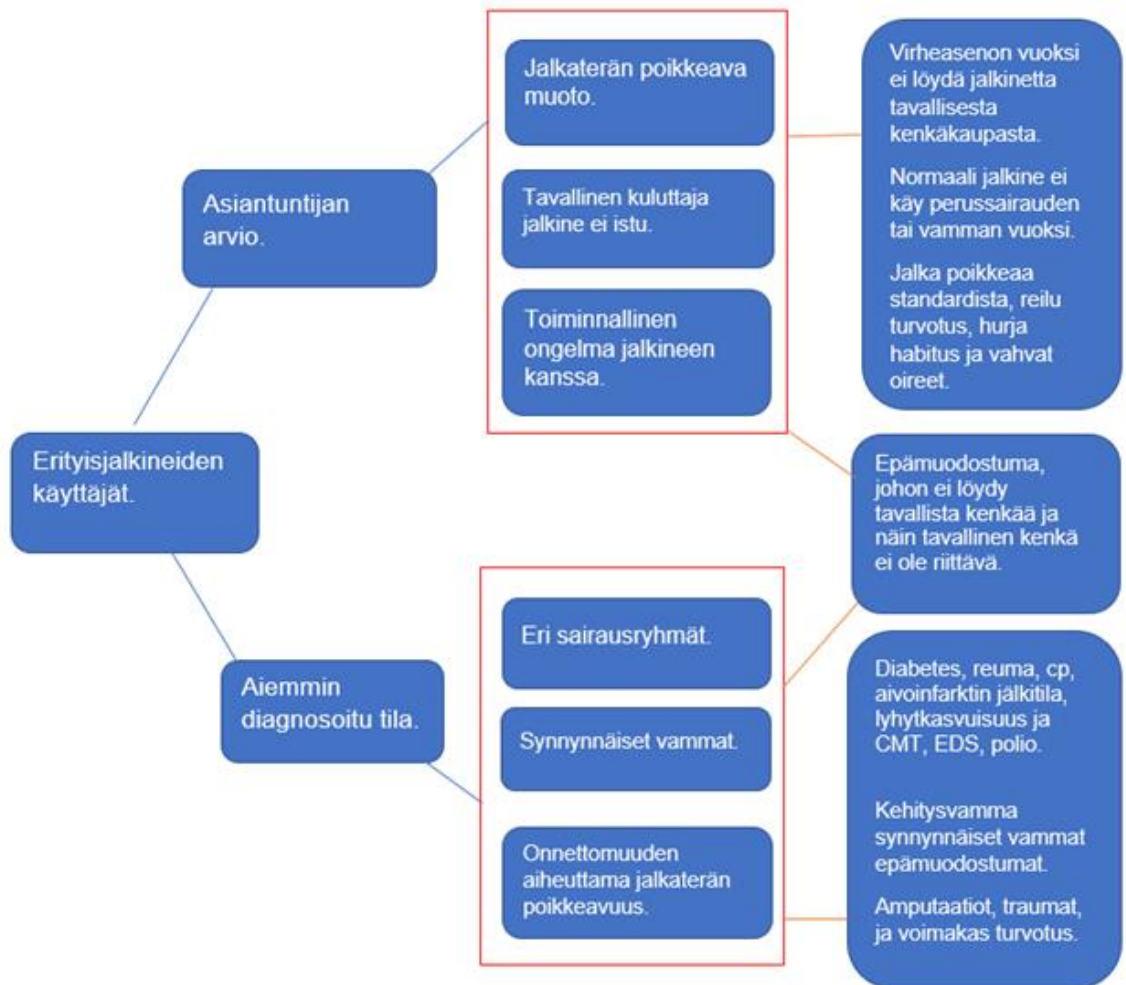 Erityisjalkineiden
käyttäjät.
Asiantuntijan
arvio.
Jalkaterän poikkeava
muoto.
Tavallinen kuluttaja
jalkine ei istu.
Toiminnallinen
ongelma jalkineen
kanssa.
Virheasenon vuoksi
ei löydä jalkinetta
tavallisesta
kenkäkaupasta.
Normaali jalkine ei
käy perussairauden
tai vamman vuoksi.
Jalka poikkeaa
standardista, reilu
turvotus, hurja
habitus ja vahvat
oireet.
Epämuodostuma,
johon ei löydy
tavallista kenkää ja
näin tavallinen kenkä
ei ole riittävä.
Aiemmin
diagnosoitu tila.
Eri sairausryhmät.
Synnynnäiset vammat.
Onnettomuuden
aiheuttama jalkaterän
poikkeavuus.
Diabetes, reuma, cp,
aivoinfarktin jälkitila,
lyhytkasvuisuus ja
CMT, EDS, polio.
Kehitysvamma
synnynnäiset vammat
epämuodostumat.
Amputaatiot, traumat,
ja voimakas turvotus.